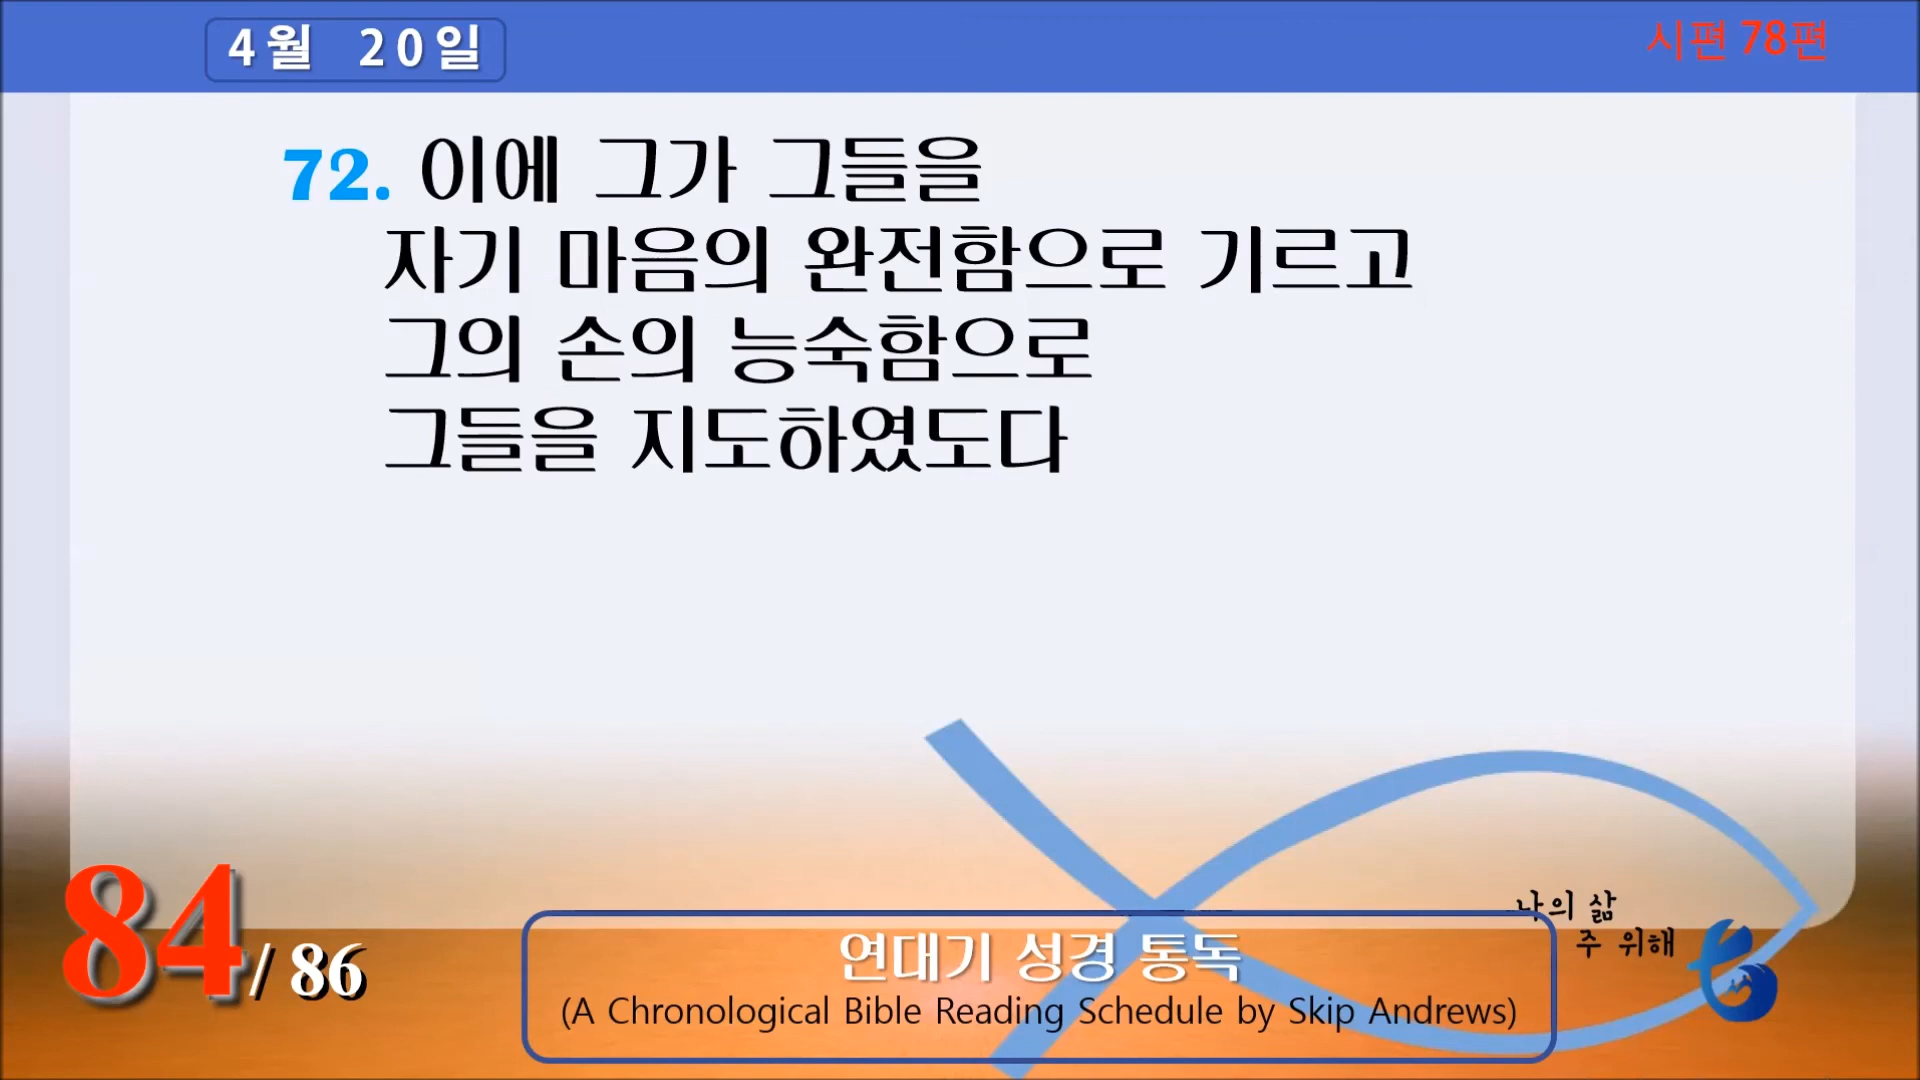 4월 20일
시편 78편
72. 이에 그가 그들을
자기 마음의 완전함으로 기르고
그의 손의 능숙함으로
그들을 지도하였도다
나의 삶
주 위해
84/ 86
연대기 성경 통독
(A Chronological Bible Reading Schedule by Skip Andrews)